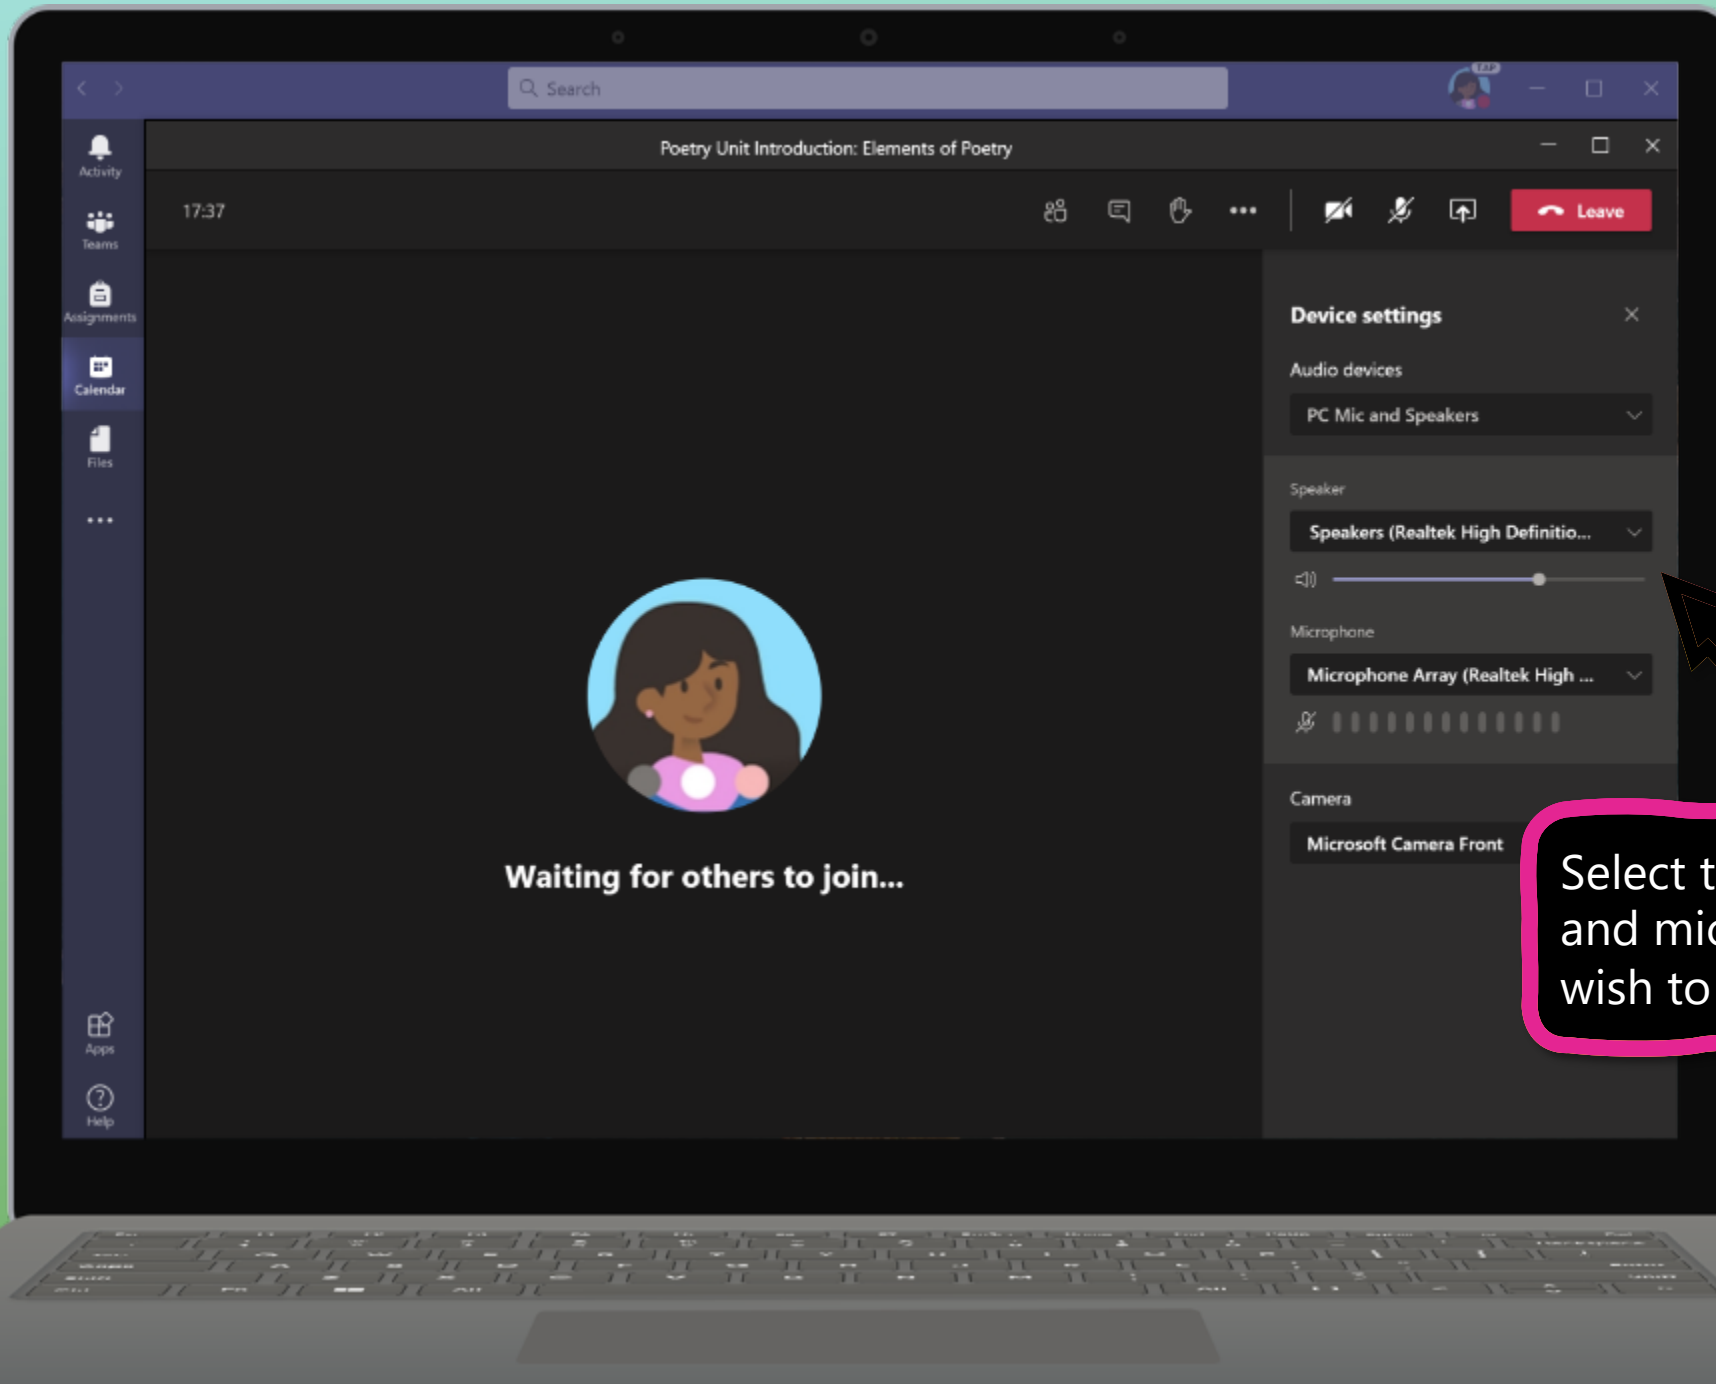 Search
TAP
Activity
Teams
Assignments
Calendar
Files
Apps
Help
Poetry Unit Introduction: Elements of Poetry
17:37
Leave
Device settings
Audio devices
PC Mic and Speakers
Speaker
Speakers (Realtek High Definitio...
Microphone
Microphone Array (Realtek High ...
Camera
Microsoft Camera Front
Waiting for others to join...
Select t
and mic
wish to